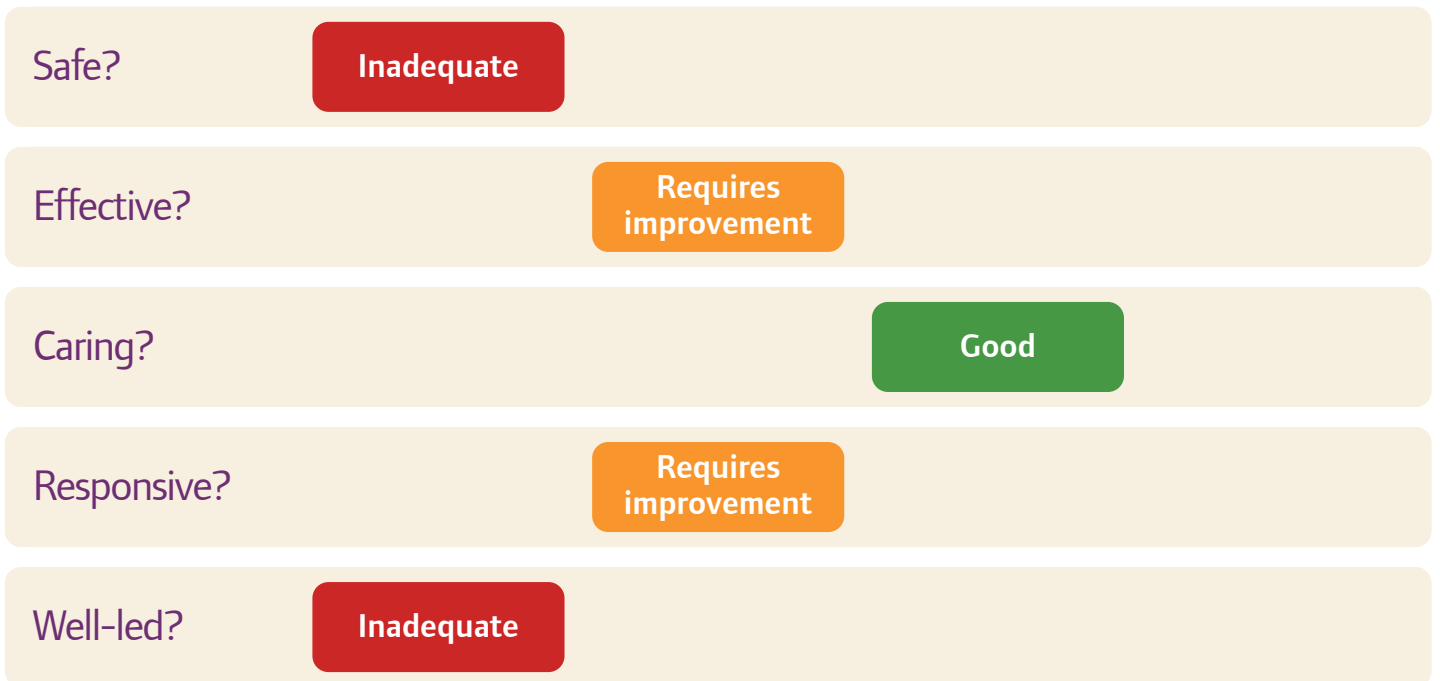 Safe?
Inadequate
Effective?
Requires
improvement
Caring?
Good
Responsive?
Requires
improvement
Well-led?
Inadequate